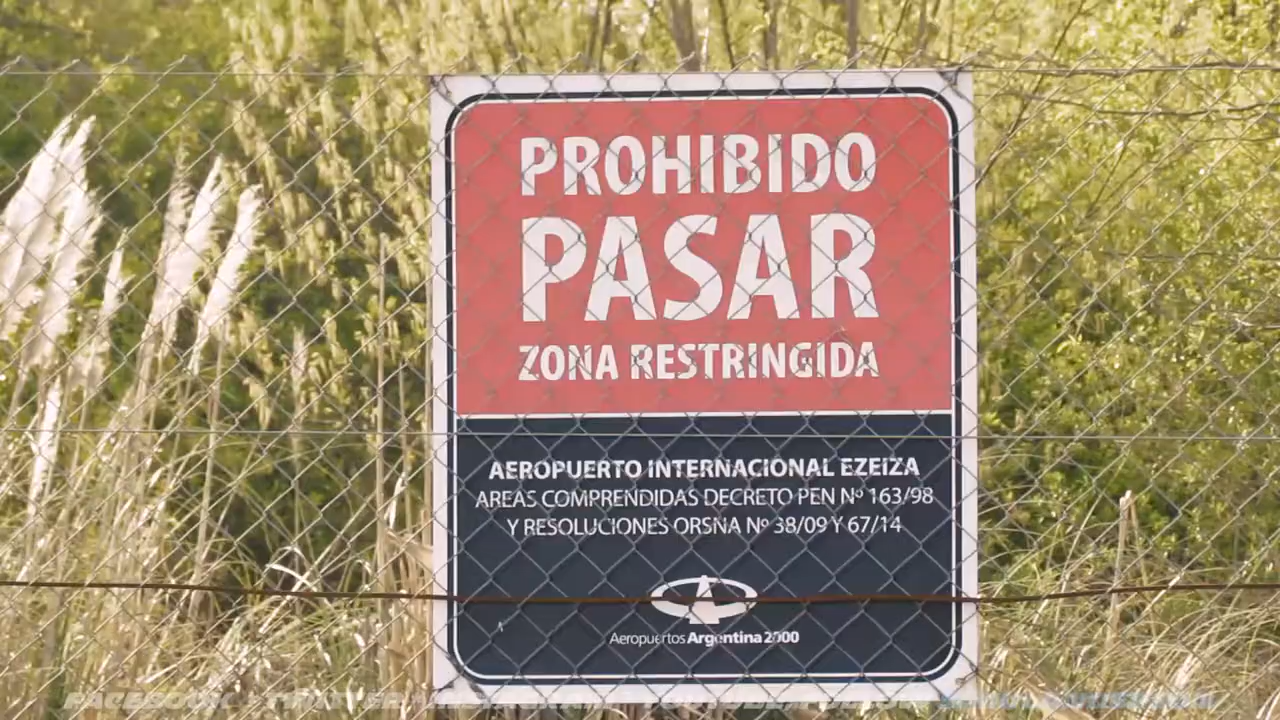 PROHIBIDO
PASAR
ZONA RESTRINGIDA
AEROPUERTO INTERNACIONAL EZEIZA
AREAS COMPRENDIDAS DECRETO PEN Nº 163/98
Y RESOLUCIONES ORSNA Nº 38/09 Y 67/14
Aeropuertos Argentina 2000